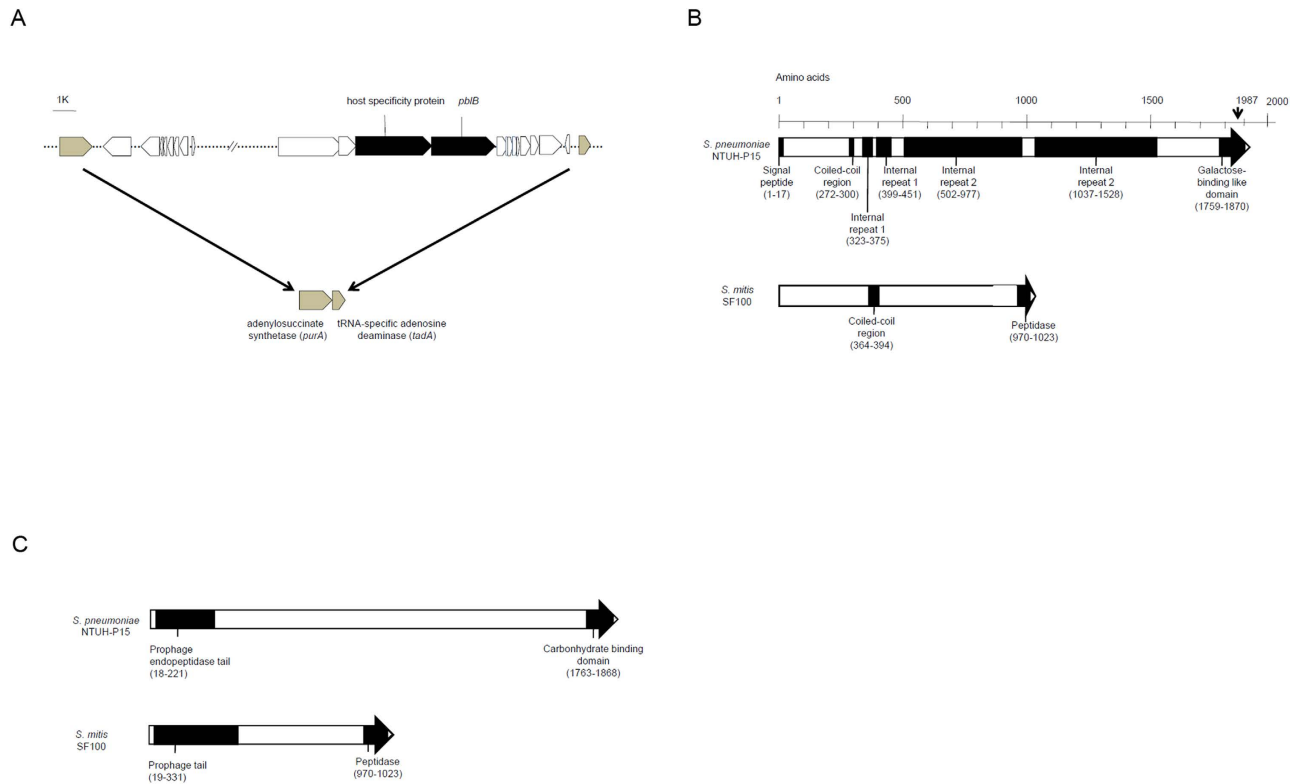 A
1K
host specificity protein
pblB
adenylosuccinate
synthetase (purA)
tRNA-specific adenosine
deaminase (tadA)
B
Amino acids
1
500
1000
1500
1987
2000
S. pneumoniae
NTUH-P15
Signal
peptide
(1-17)
Coiled-coil
region
(272-300)
Internal
repeat 1
(323-375)
Internal
repeat 1
(399-451)
Internal
repeat 2
(502-977)
Internal
repeat 2
(1037-1528)
Galactose-
binding like
domain
(1759-1870)
S. mitis
SF100
Coiled-coil
region
(364-394)
Peptidase
(970-1023)
C
S. pneumoniae
NTUH-P15
Prophage
endopeptidase tail
(18-221)
Carbonhydrate binding
domain
(1763-1868)
S. mitis
SF100
Prophage tail
(19-331)
Peptidase
(970-1023)